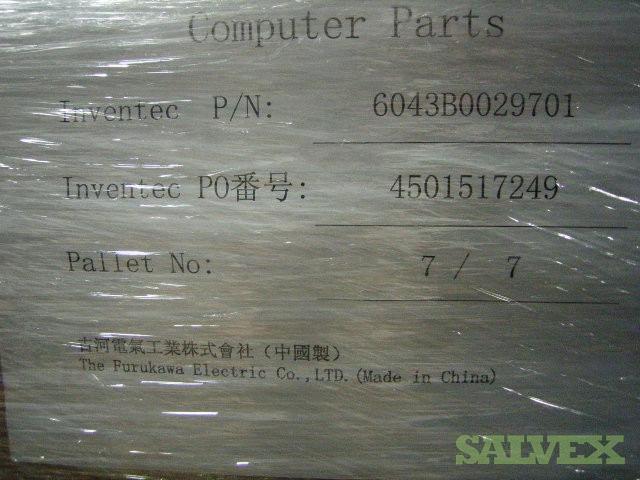 Computer Parts
Inventec P/N: 6043B0029701
Inventec PO番号: 4501517249
Pallet No: 7 / 7
古河電氣工業株式會社(中國製)
The Furukawa Electric Co.,LTD.(Made in China)
SALVEX